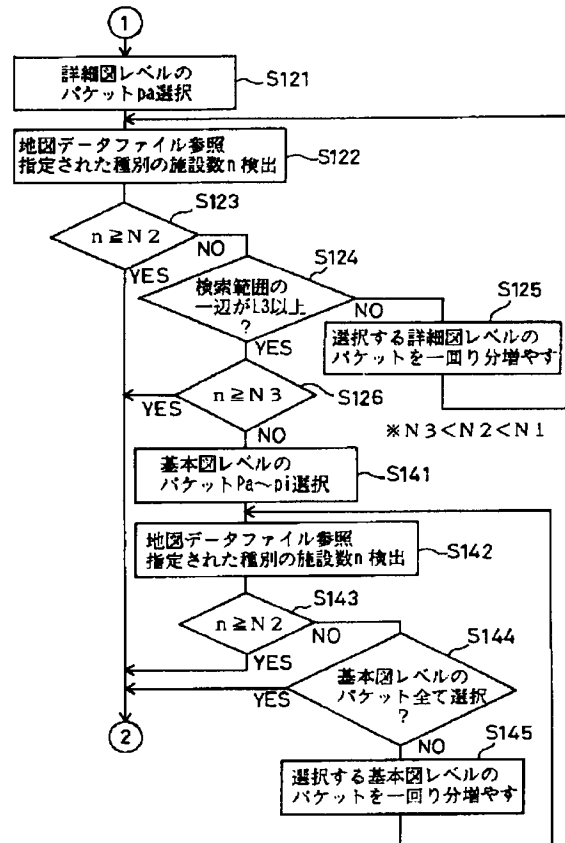 1
詳細図レベルの
パケットpa選択
S121
地図データファイル参照
指定された種別の施設数n検出
S122
n≧N2
S123
NO
YES
検索範囲の
一辺がL3以上
?
S124
NO
YES
選択する詳細図レベルの
パケットを一回り分増やす
S125
n≧N3
S126
YES
NO
※N3<N2<N1
基本図レベルの
パケットPa~pi選択
S141
地図データファイル参照
指定された種別の施設数n検出
S142
n≧N2
S143
NO
YES
基本図レベルの
パケット全て選択
?
S144
YES
NO
2
選択する基本図レベルの
パケットを一回り分増やす
S145